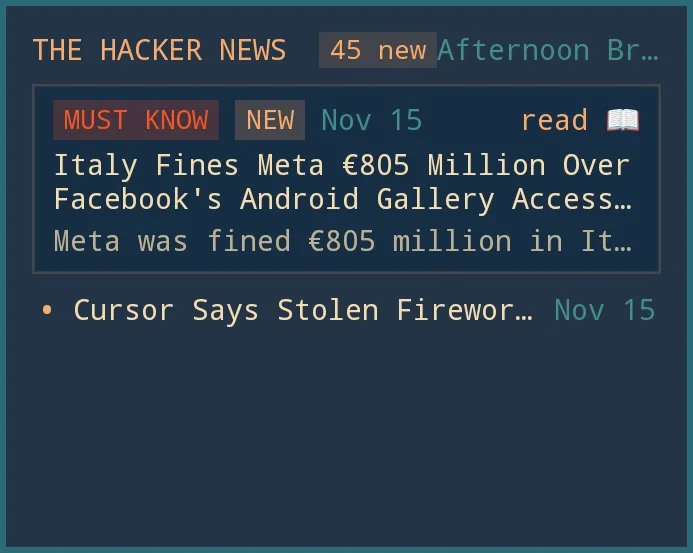 THE HACKER NEWS 45 new Afternoon Br…
MUST KNOW NEW Nov 15 read 📖
Italy Fines Meta €805 Million Over
Facebook's Android Gallery Access…
Meta was fined €805 million in It…
• Cursor Says Stolen Firewor… Nov 15